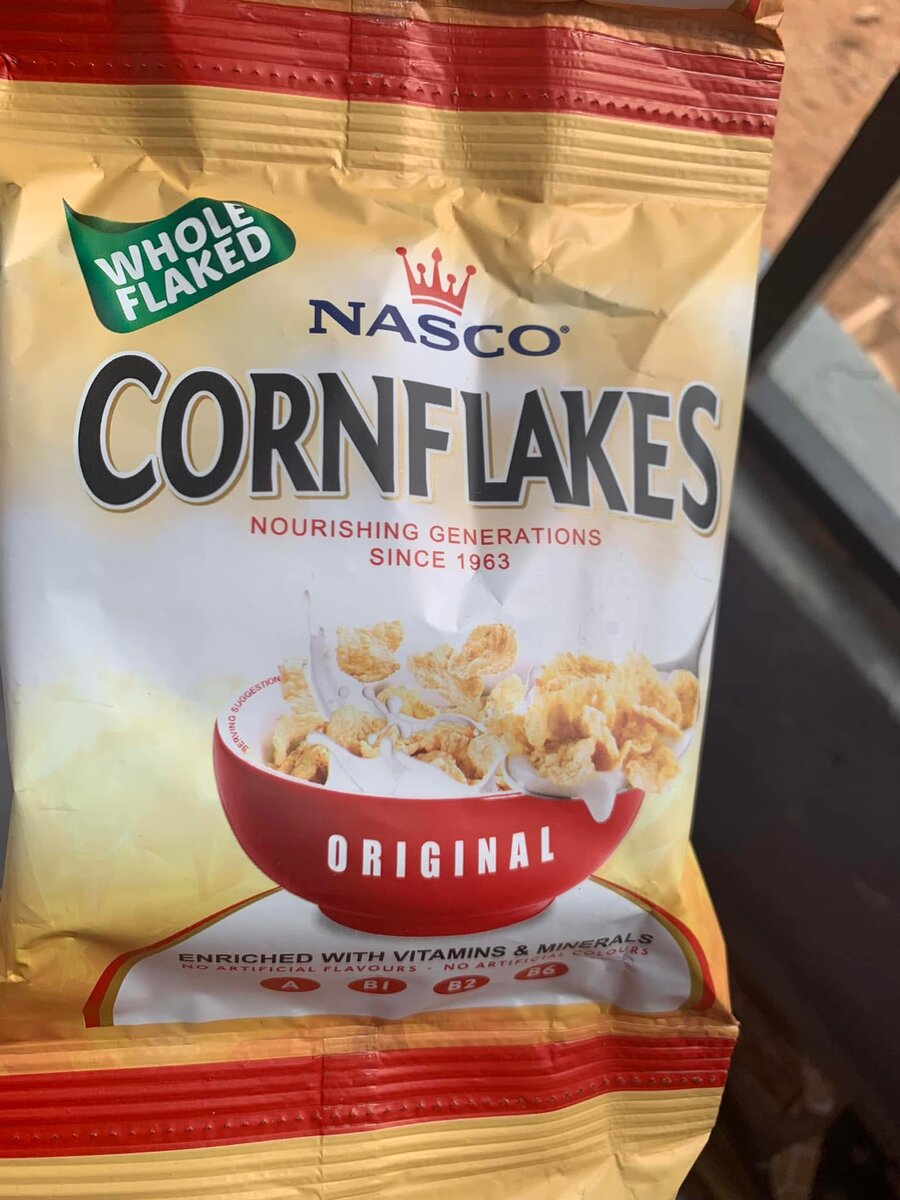 WHOLE
FLAKED
NASCO®
CORNFLAKES
NOURISHING GENERATIONS
SINCE 1963
SERVING SUGGESTION
ORIGINAL
ENRICHED WITH VITAMINS & MINERALS
NO ARTIFICIAL FLAVOURS · NO ARTIFICIAL COLOURS
A B1 B2 B6